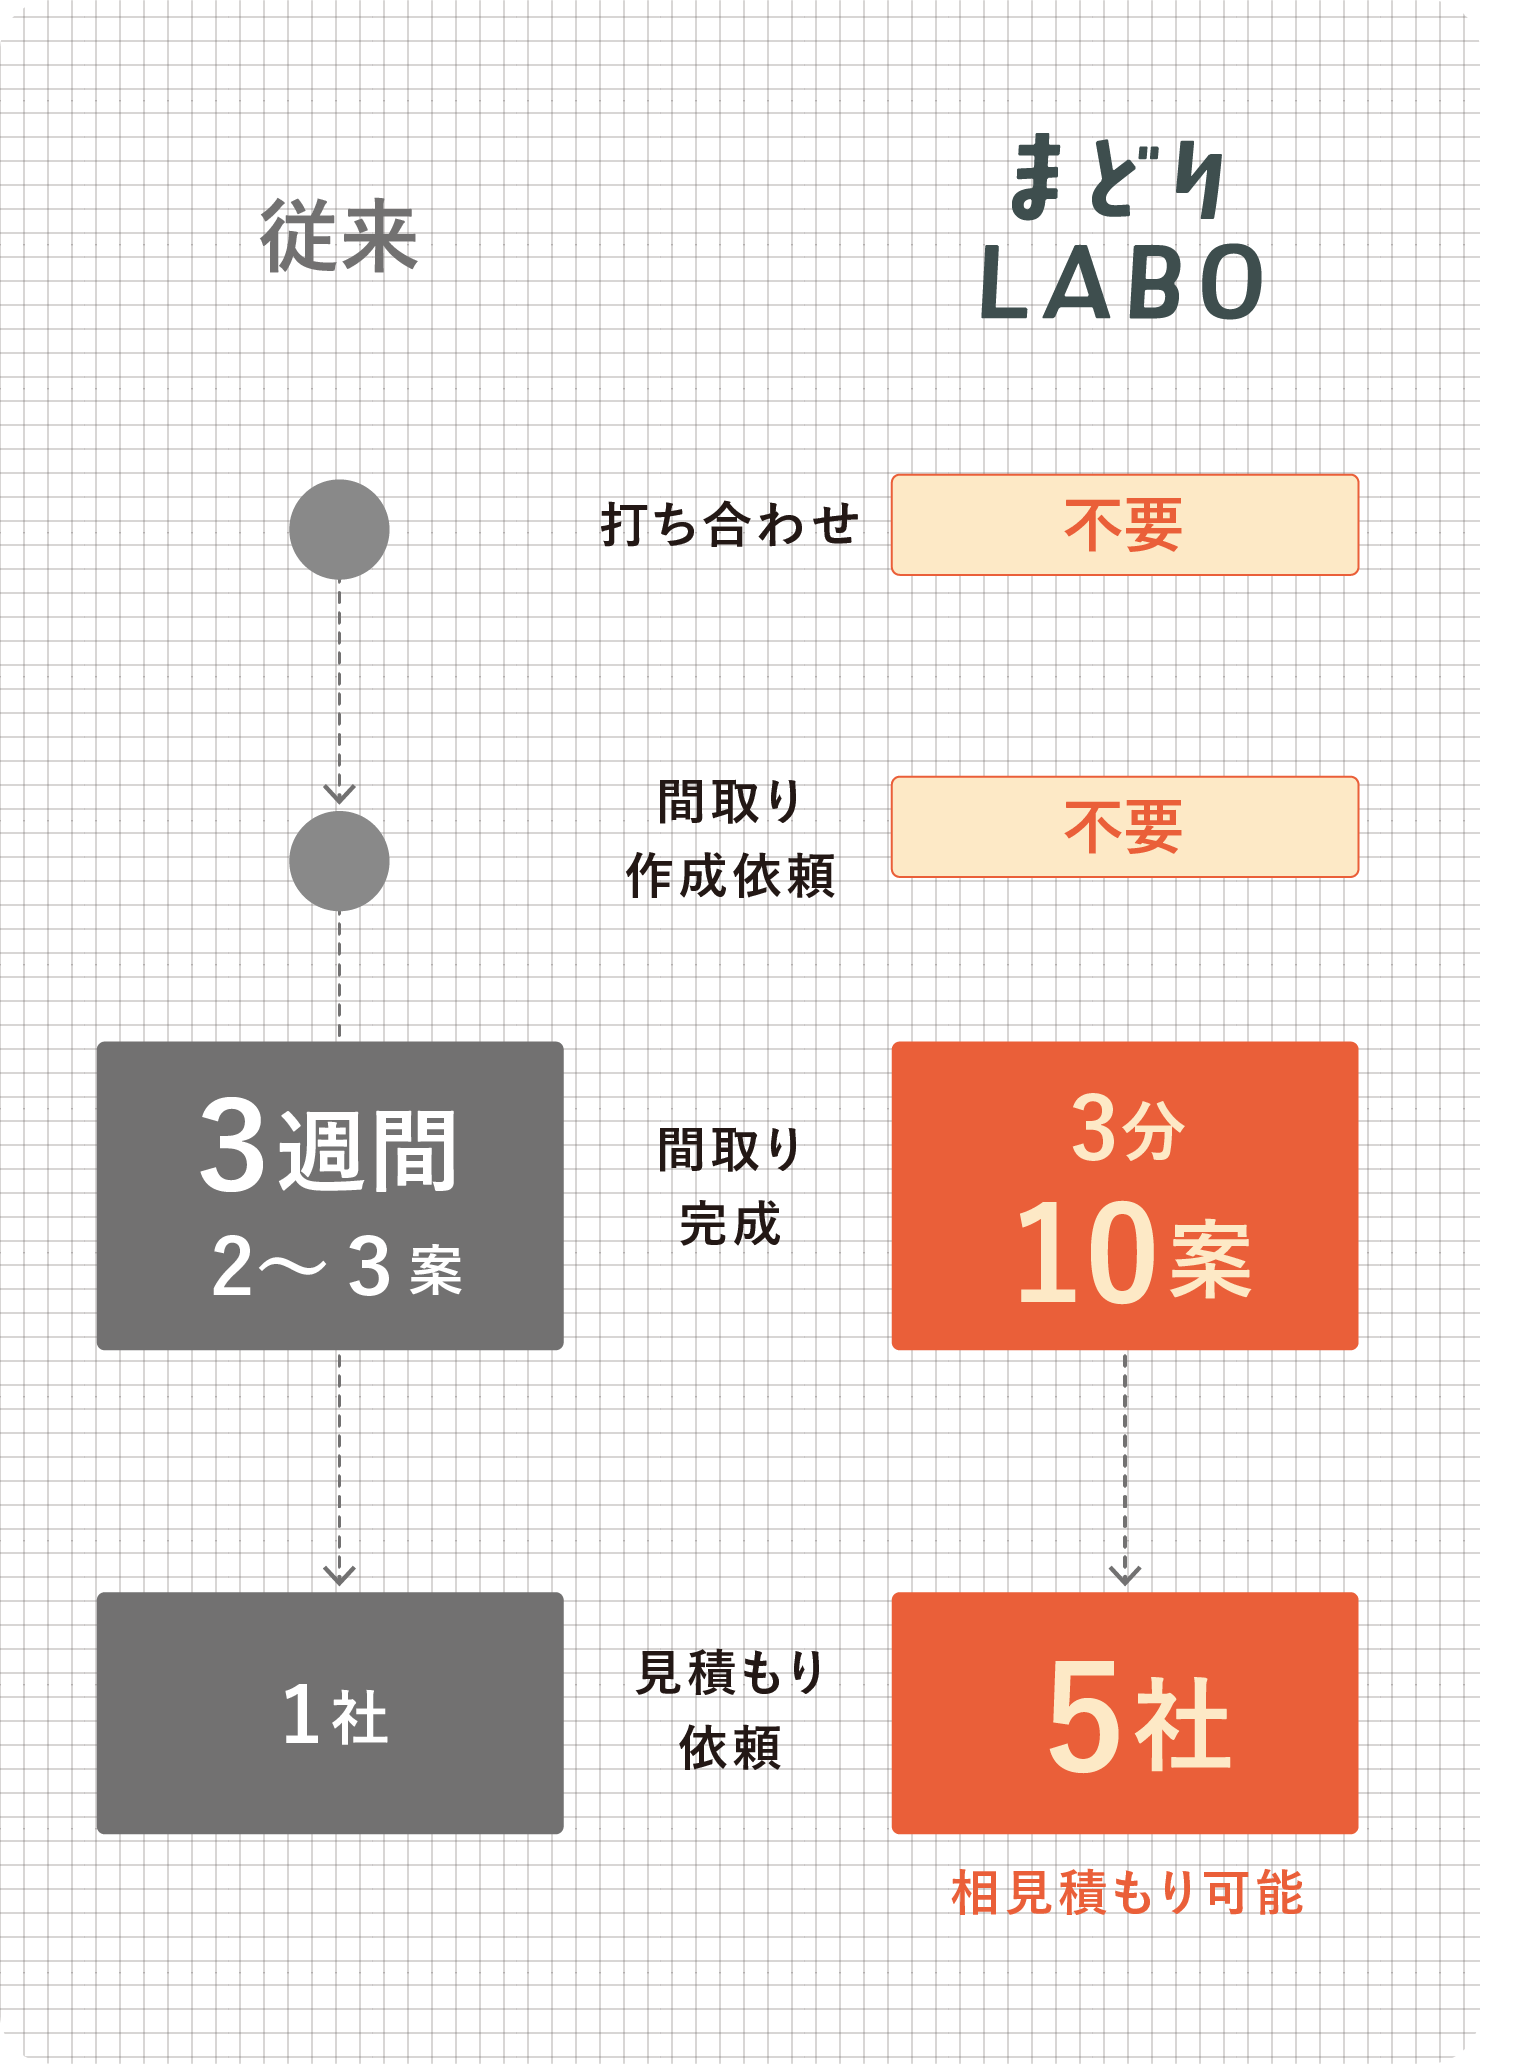 従来
まどり
LABO
打ち合わせ
不要
間取り
作成依頼
不要
3週間
2〜3案
間取り
完成
3分
10案
1社
見積もり
依頼
5社
相見積もり可能